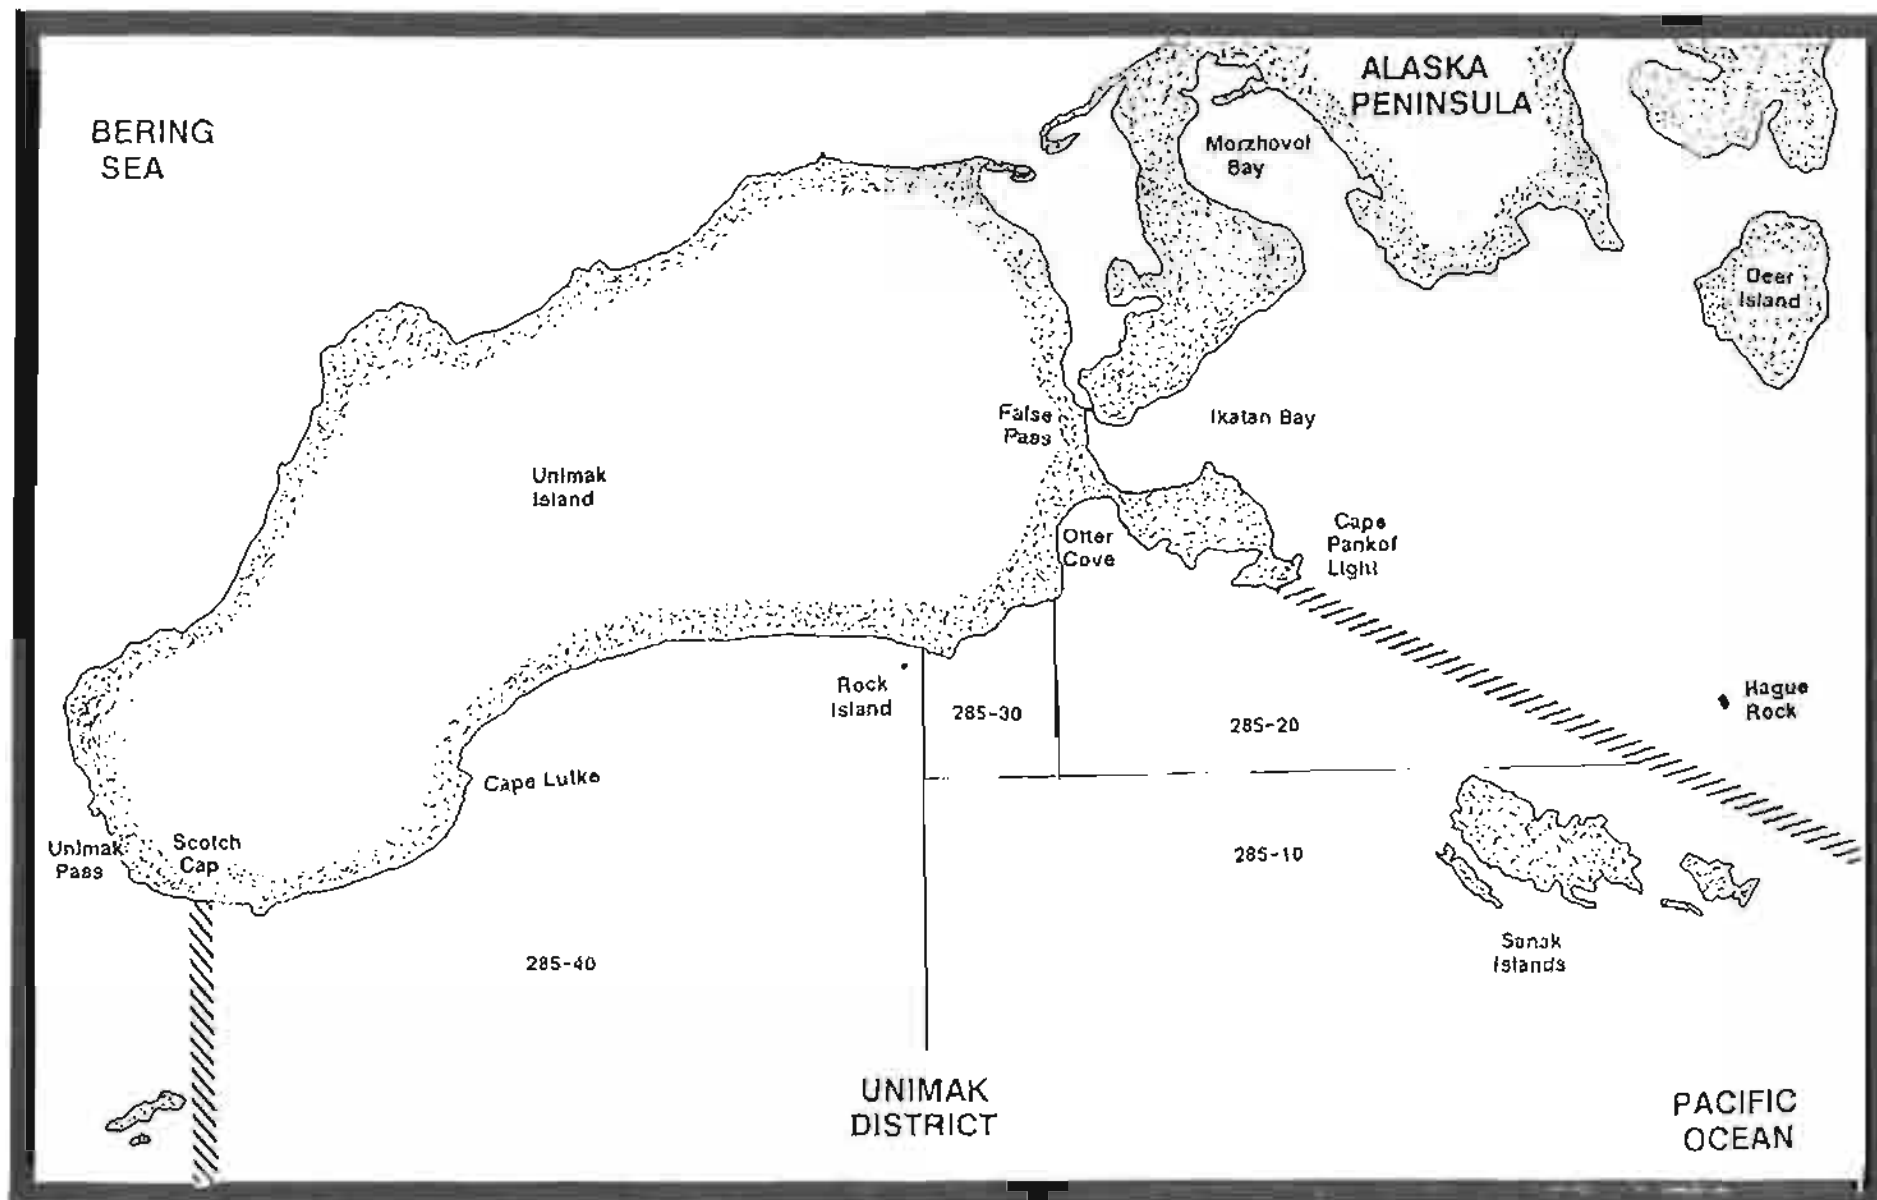 BERING
SEA
ALASKA
PENINSULA
Morzhovoi
Bay
Deer
Island
False
Pass
Ikatan Bay
Unimak
Island
Otter
Cove
Cape
Pankof
Light
Rock
Island
285-30
285-20
Hague
Rock
Cape Lutke
Unimak
Pass
Scotch
Cap
285-10
285-40
Sanak
Islands
UNIMAK
DISTRICT
PACIFIC
OCEAN